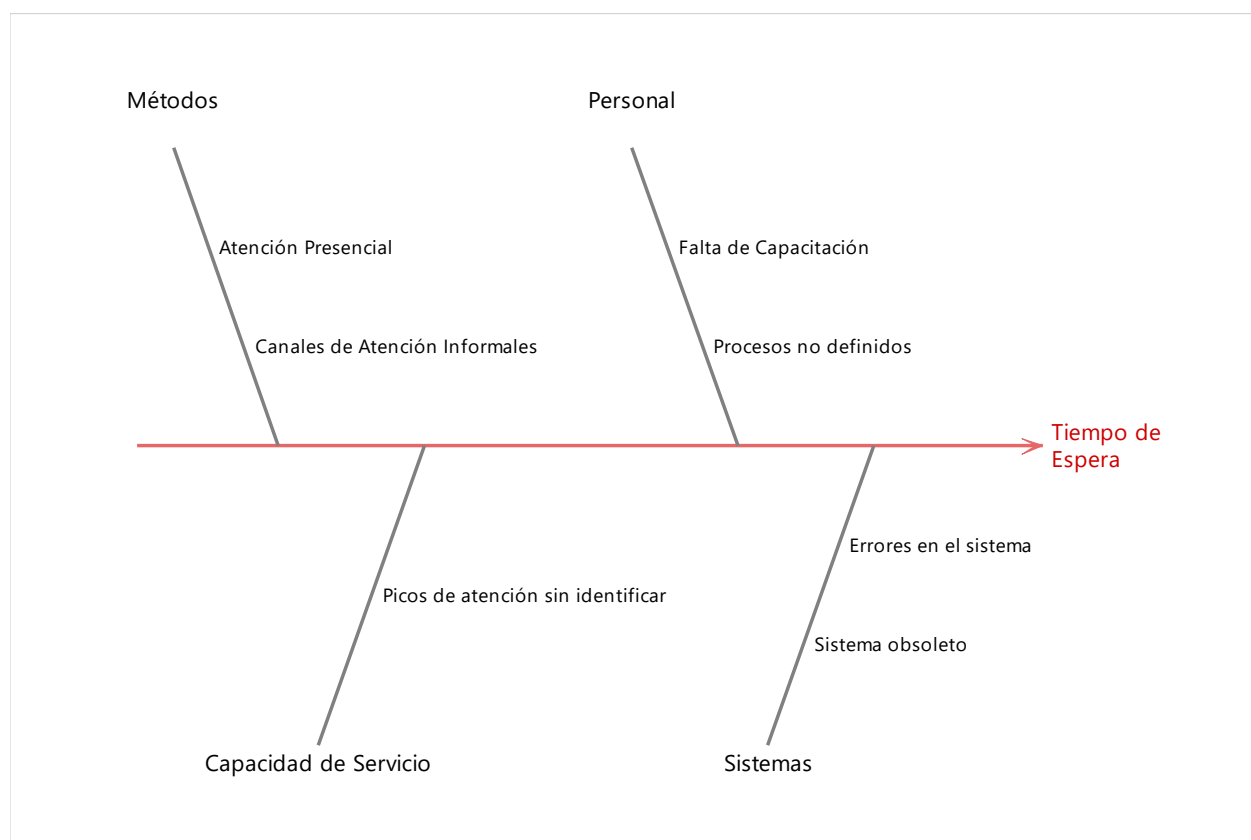 Métodos
Personal
Atención Presencial
Falta de Capacitación
Canales de Atención Informales
Procesos no definidos
Tiempo de
Espera
Errores en el sistema
Picos de atención sin identificar
Sistema obsoleto
Capacidad de Servicio
Sistemas